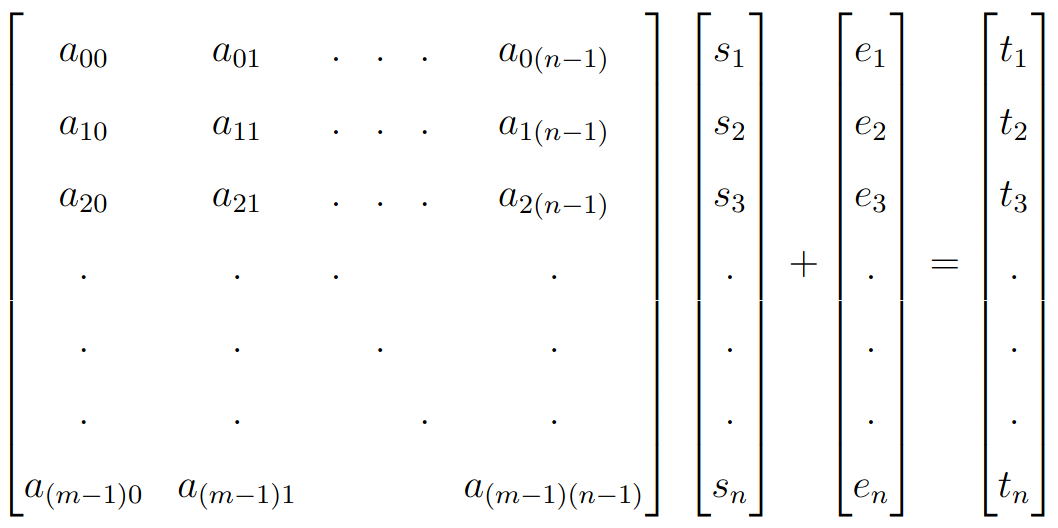 a₀₀ a₀₁ . . . a₀₍ₙ₋₁₎ s₁ e₁ t₁
a₁₀ a₁₁ . . . a₁₍ₙ₋₁₎ s₂ e₂ t₂
a₂₀ a₂₁ . . . a₂₍ₙ₋₁₎ s₃ e₃ t₃
. . . . . + . = .
. . . . . . .
. . . . . . .
a₍ₘ₋₁₎₀ a₍ₘ₋₁₎₁ a₍ₘ₋₁₎₍ₙ₋₁₎ sₙ eₙ tₙ